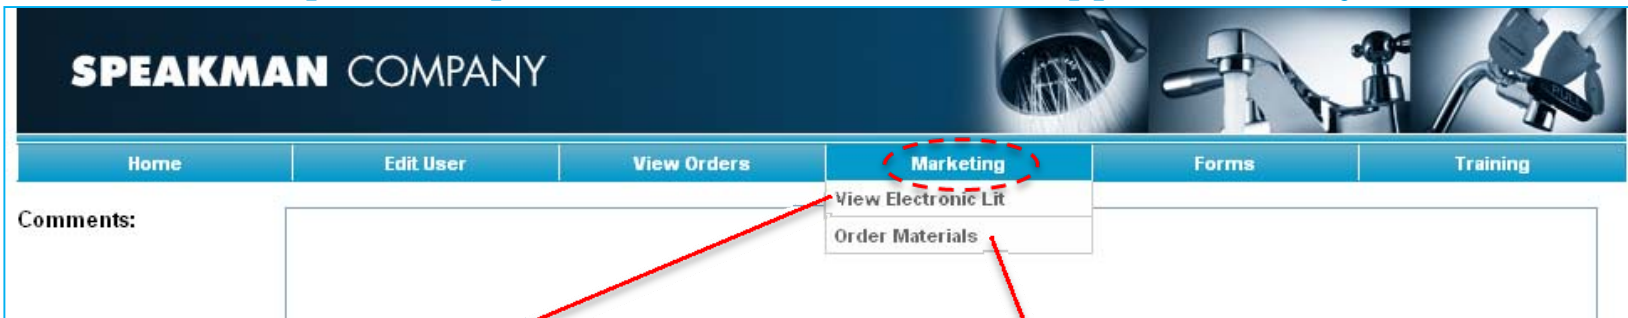 SPEAKMAN COMPANY
Home Edit User View Orders Marketing Forms Training
View Electronic Lit
Comments:
Order Materials